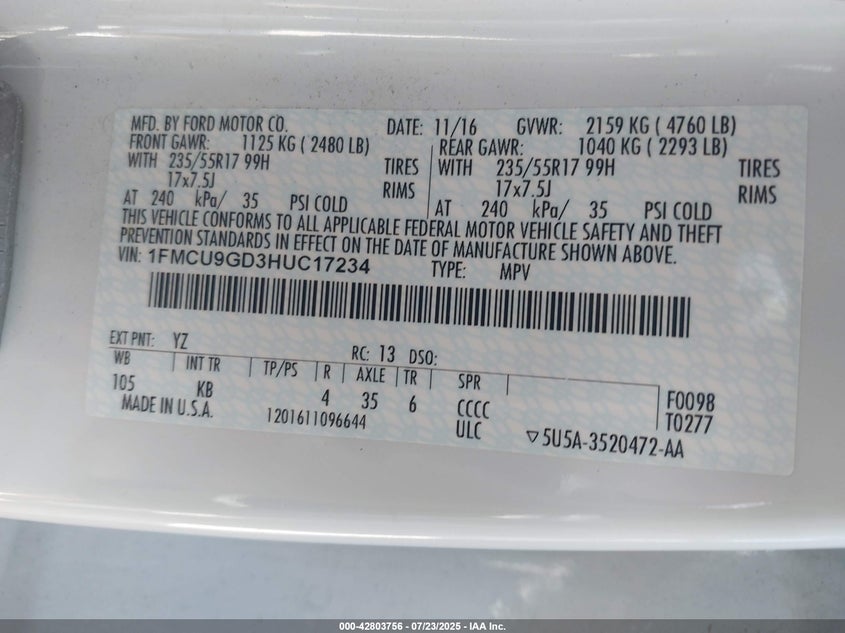 MFD. BY FORD MOTOR CO. DATE: 11/16 GVWR: 2159 KG ( 4760 LB)
FRONT GAWR: 1125 KG ( 2480 LB) REAR GAWR: 1040 KG ( 2293 LB)
WITH 235/55R17 99H TIRES WITH 235/55R17 99H TIRES
17x7.5J RIMS 17x7.5J RIMS
AT 240 kPa/ 35 PSI COLD AT 240 kPa/ 35 PSI COLD
THIS VEHICLE CONFORMS TO ALL APPLICABLE FEDERAL MOTOR VEHICLE SAFETY AND THEFT
PREVENTION STANDARDS IN EFFECT ON THE DATE OF MANUFACTURE SHOWN ABOVE.
VIN: 1FMCU9GD3HUC17234 TYPE: MPV
EXT PNT: YZ RC: 13 DSO:
WB INT TR TP/PS R AXLE TR SPR
105 KB 4 35 6 CCCC F0098
MADE IN U.S.A. 1201611096644 ULC T0277
▽5U5A-3520472-AA
000-42803756 - 07/23/2025 - IAA Inc.